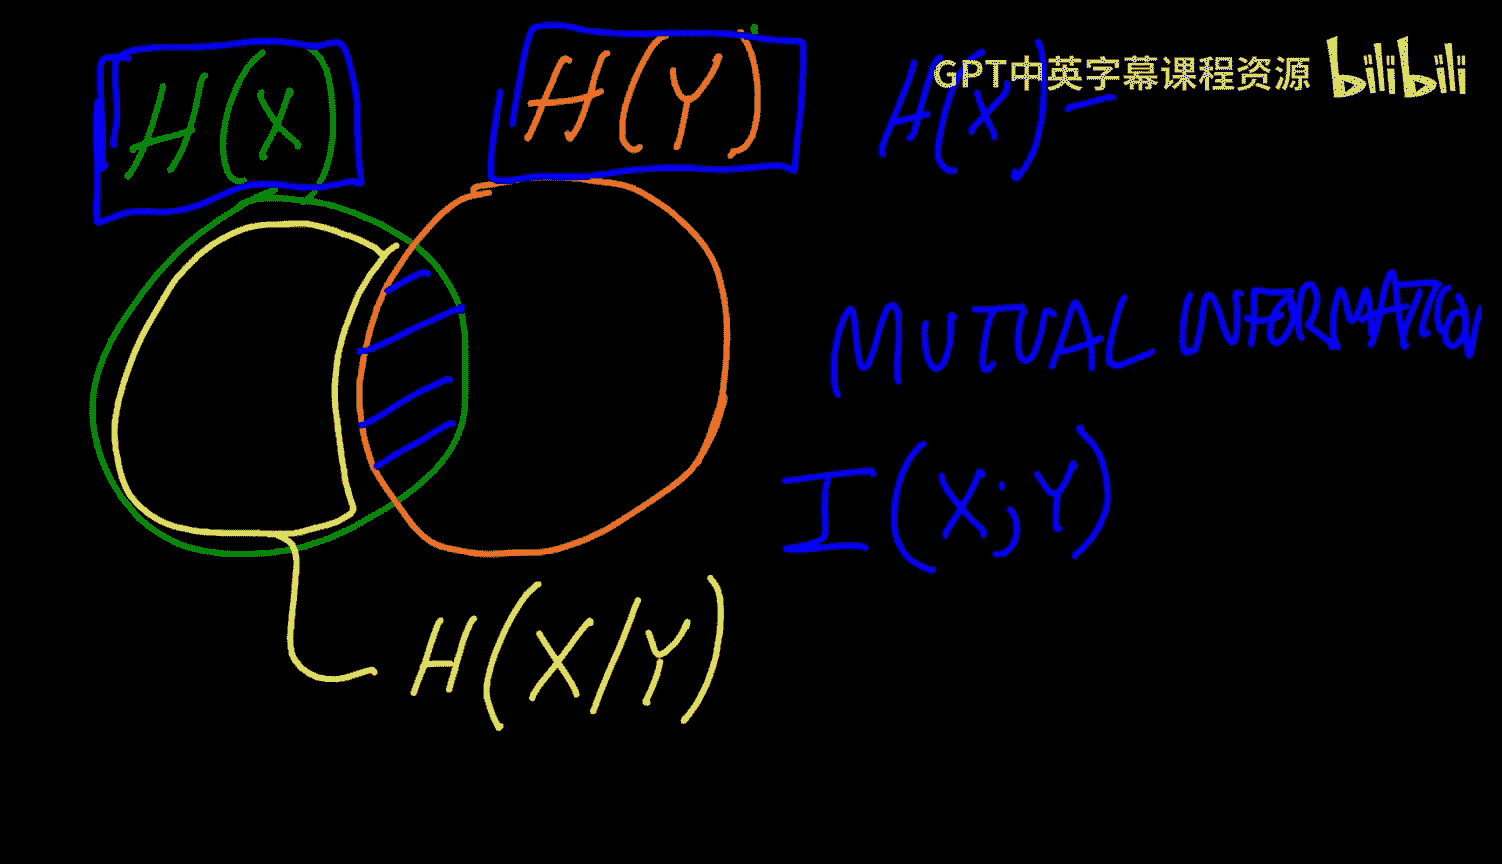 H(X)
H(Y)
H(X) –
GPT中英字幕课程资源 bilibili
MUTUAL INFORMATION
I(X;Y)
H(X/Y)